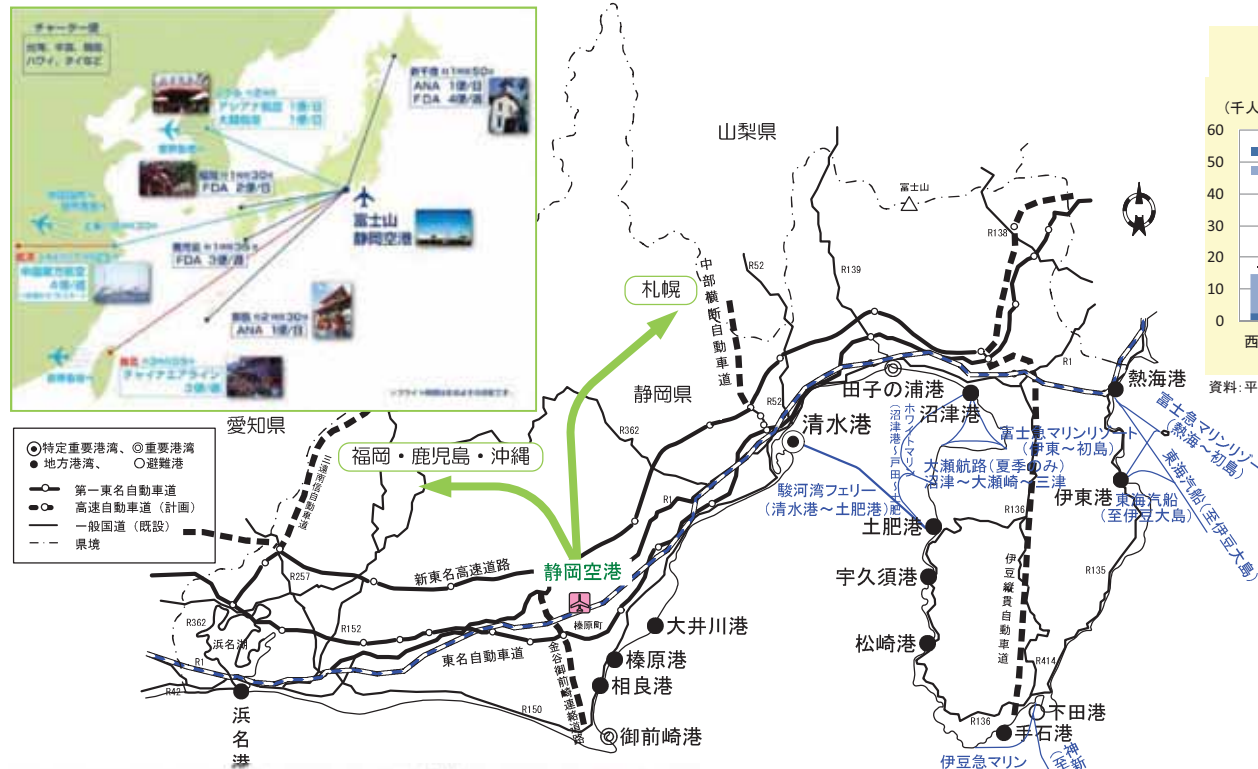 チャーター便
台湾、中国、韓国、
ハワイ、タイなど
ANA 1便/日
FDA 4便/週
アシアナ航空 1便/日
大韓航空 1便/日
FDA 2便/日
富士山
静岡空港
FDA 3便/週
中国東方航空
4便/週
ANA 1便/日
チャイナエアライン
山梨県
富士山
R138
R139
R52
中部横断自動車道
札幌
静岡県
愛知県
福岡・鹿児島・沖縄
R362
R52
R1
R1
田子の浦港
沼津港
清水港
熱海港
伊東港
ホワイトマリン
富士急マリンリゾート
(伊東~初島)
大瀬航路(夏季のみ)
沼津~大瀬崎~三津
富士急マリンリゾー
(熱海~初島)
東海汽船(至伊豆大島)
東海汽船
(至伊豆大島)
駿河湾フェリー
(清水港~土肥港)
土肥港
宇久須港
松崎港
R136
R135
伊豆縦貫自動車道
R414
R136
下田港
手石港
伊豆急マリン
特定重要港湾、重要港湾
地方港湾、避難港
第一東名自動車道
高速自動車道(計画)
一般国道(既設)
県境
三遠南信自動車道
R257
新東名高速道路
静岡空港
榛原町
R362
R152
浜名湖
R1
東名自動車道
金谷御前崎連絡道路
大井川港
榛原港
相良港
R42
R150
御前崎港
浜名港
(千人
60
50
40
30
20
10
0
西
資料:平